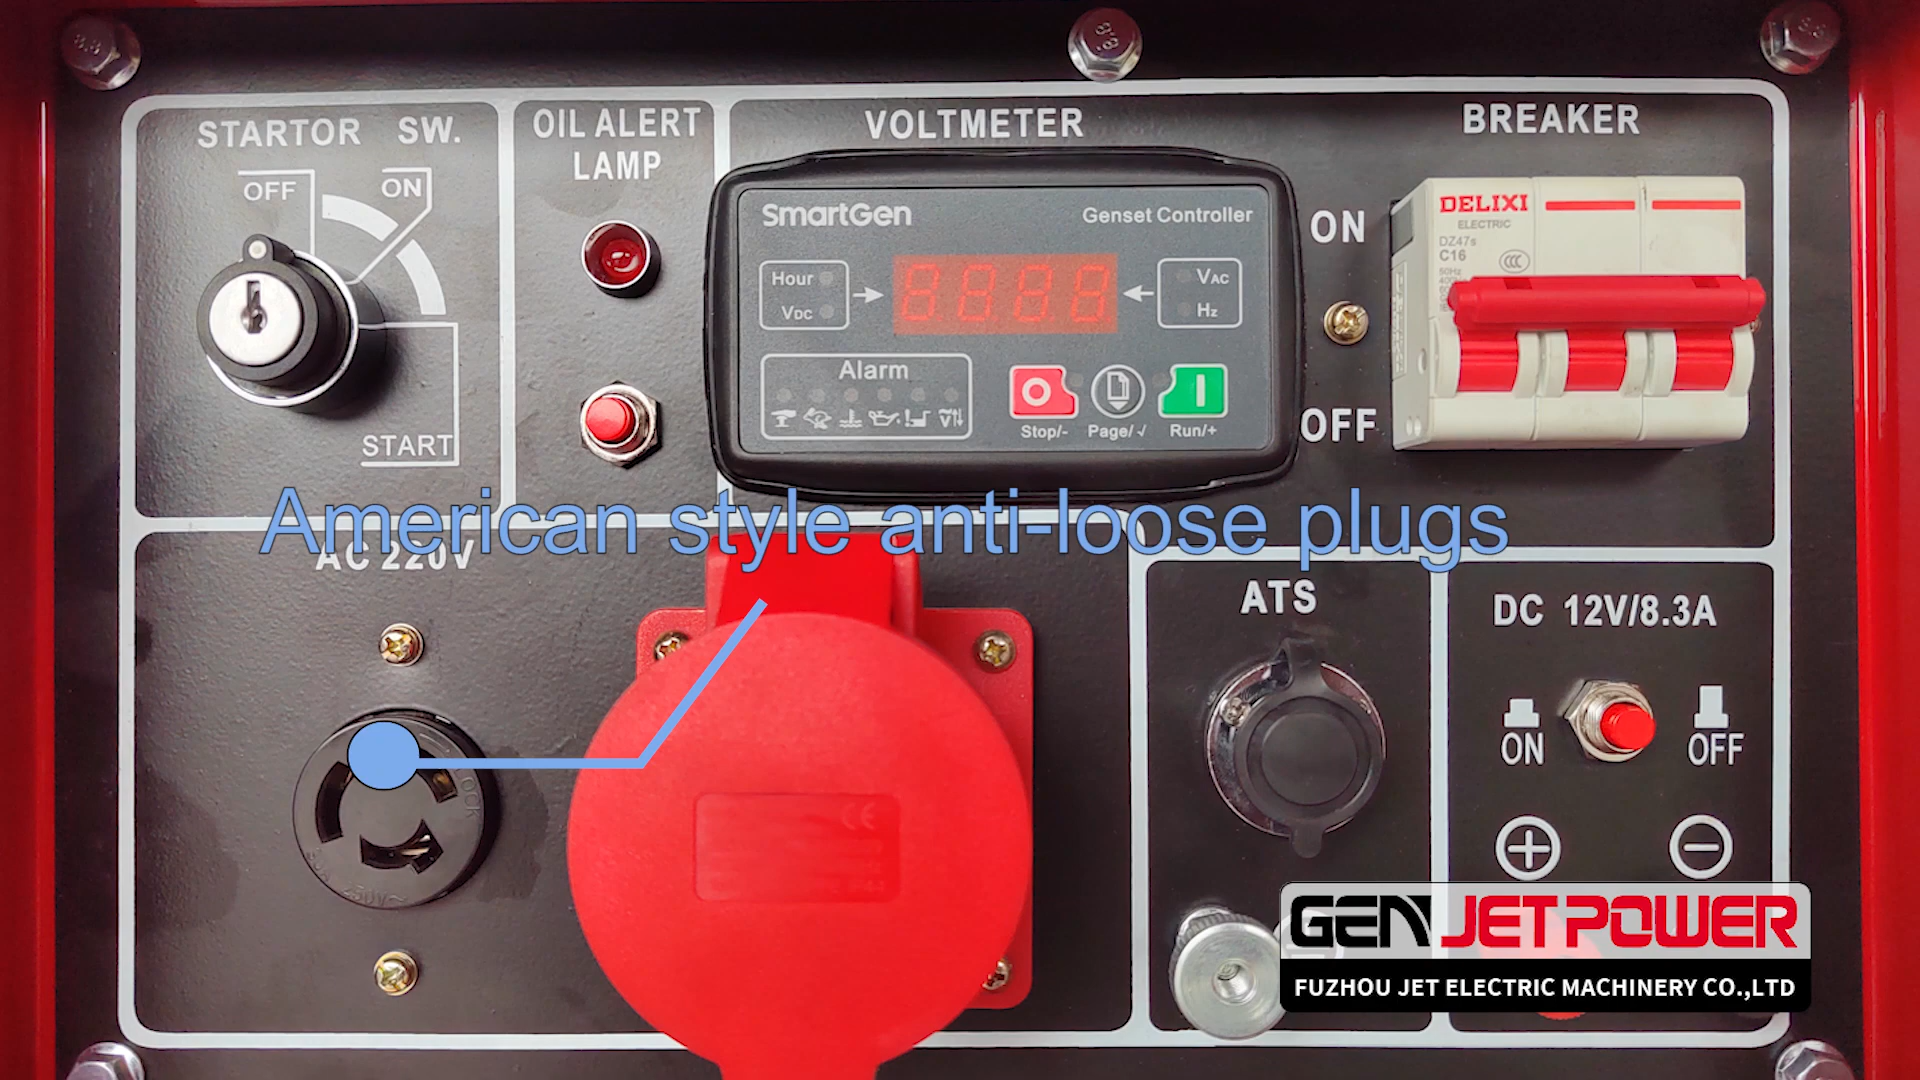 STARTOR SW.
OFF
ON
START
OIL ALERT
LAMP
VOLTMETER
SmartGen
Genset Controller
Hour
VDC
VAC
Hz
Alarm
Stop/-
Page/√
Run/+
BREAKER
ON
OFF
DELIXI
ELECTRIC
DZ47s
C16
CCC
American style anti-loose plugs
AC 220V
250V~
ATS
DC 12V/8.3A
ON
OFF
GENJETPOWER
FUZHOU JET ELECTRIC MACHINERY CO.,LTD